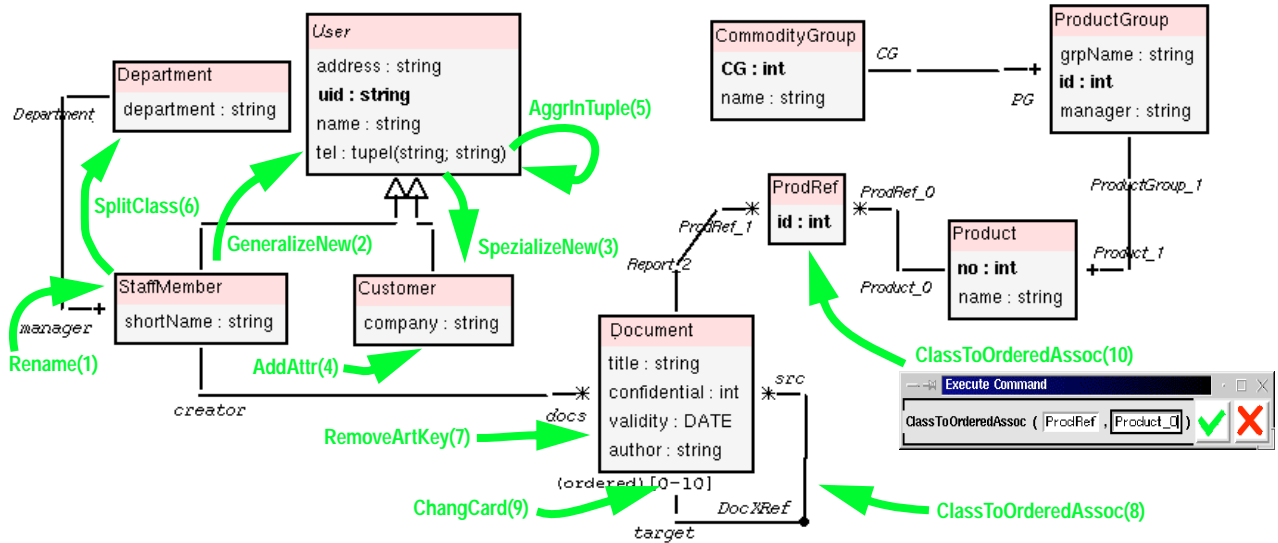 User
address : string
uid : string
name : string
tel : tupel(string; string)
AggrInTuple(5)
CommodityGroup
CG : int
name : string
CG
PG
ProductGroup
grpName : string
id : int
manager : string
Department
department : string
Department
SplitClass(6)
GeneralizeNew(2)
SpezializeNew(3)
ProdRef
id : int
ProdRef_0
ProdRef_1
ProductGroup_1
Product
no : int
name : string
Product_1
Product_0
Report_2
StaffMember
shortName : string
manager
Rename(1)
Customer
company : string
AddAttr(4)
Document
title : string
confidential : int
validity : DATE
author : string
ClassToOrderedAssoc(10)
Execute Command
ClassToOrderedAssoc ( ProdRef , Product_0 )
src
creator
docs
RemoveArtKey(7)
(ordered)[0-10]
ChangCard(9)
DocXRef
target
ClassToOrderedAssoc(8)